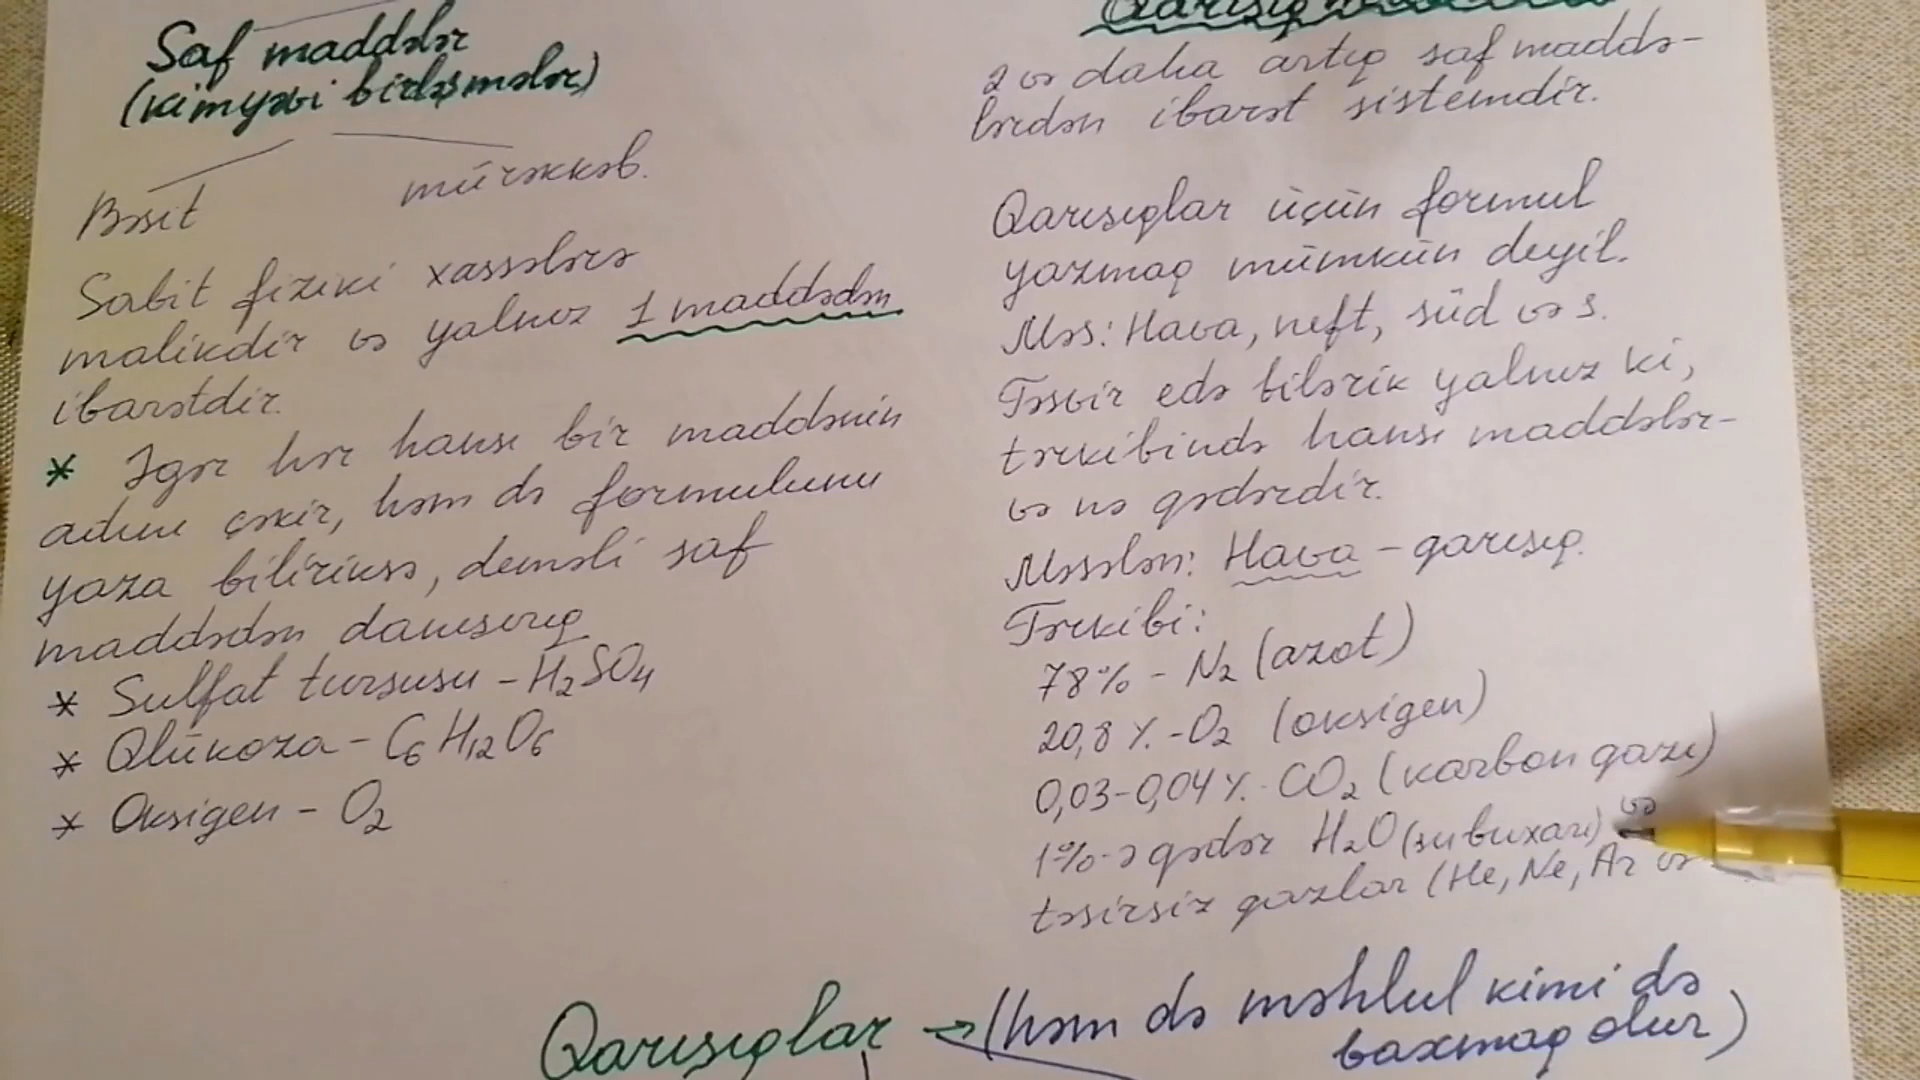 Saf maddələr
(kimyəvi birləşmələr)
Bəsit
mürəkkəb.
Sabit fiziki xassələrə
malikdir və yalnız 1 maddədən
ibarətdir.
* Əgər hər hansı bir maddənin
adını çəkir, həm də formulunu
yaza biliriksə, deməli saf
maddədən danışırıq
* Sulfat turşusu - H₂SO₄
* Qlükoza - C₆H₁₂O₆
* Oksigen - O₂
2 və daha artıq saf maddə-
lərdən ibarət sistemdir.
Qarışıqlar üçün formul
yazmaq mümkün deyil.
Məs: Hava, neft, süd və s.
Təsvir edə bilərik yalnız ki,
tərkibində hansı maddələr-
və nə qədərdir.
Məsələn: Hava - qarışıq.
Tərkibi:
78% - N₂ (azot)
20,8 %. - O₂ (oksigen)
0,03-0,04 %. - CO₂ (karbon qazı)
1%-ə qədər H₂O (su buxarı) və
təsirsiz qazlar (He, Ne, Ar və
Qarışıqlar → (həm də məhlul kimi də
baxmaq olur)